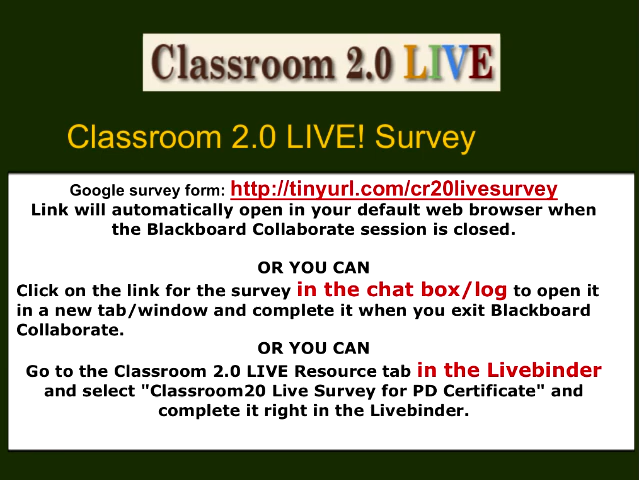 Classroom 2.0 LIVE
Classroom 2.0 LIVE! Survey
Google survey form: http://tinyurl.com/cr20livesurvey
Link will automatically open in your default web browser when
the Blackboard Collaborate session is closed.
OR YOU CAN
Click on the link for the survey in the chat box/log to open it
in a new tab/window and complete it when you exit Blackboard
Collaborate.
OR YOU CAN
Go to the Classroom 2.0 LIVE Resource tab in the Livebinder
and select "Classroom20 Live Survey for PD Certificate" and
complete it right in the Livebinder.